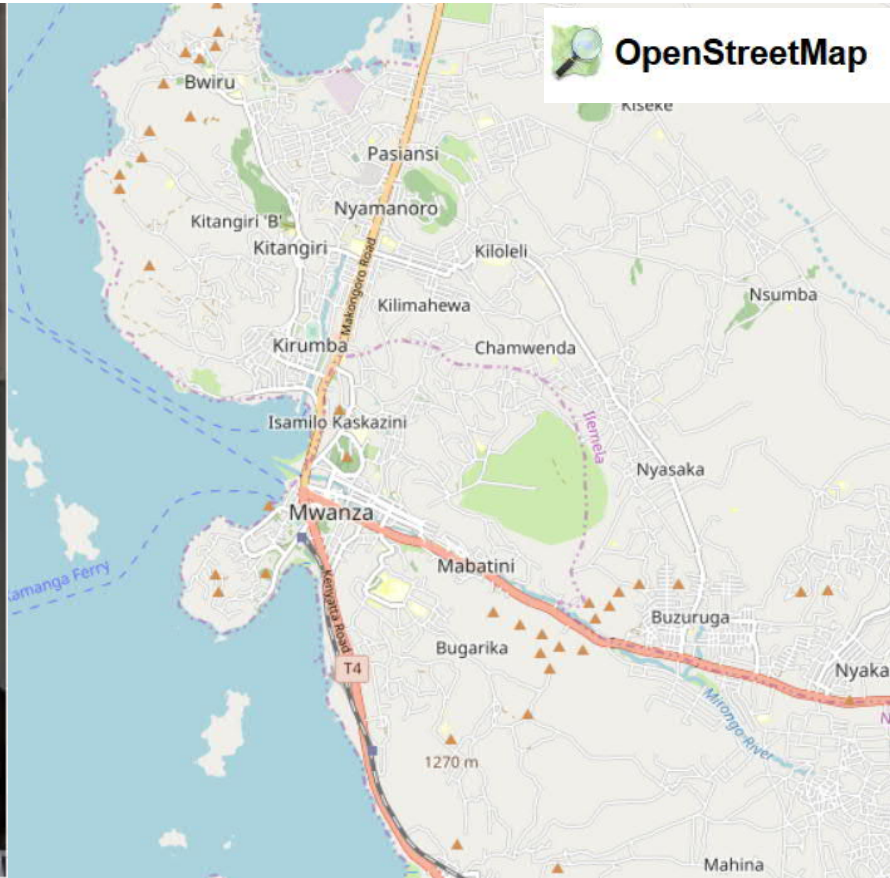 OpenStreetMap
Bwiru
Kiseke
Pasiansi
Nyamanoro
Kitangiri 'B'
Kitangiri
Makongoro Road
Kiloleli
Nsumba
Kilimahewa
Kirumba
Chamwenda
Isamilo Kaskazini
Ilemela
Nyasaka
Mwanza
Kamanga Ferry
Mabatini
Kenyatta Road
Buzuruga
Bugarika
T4
Nyaka
N
Mirongo River
1270 m
Mahina